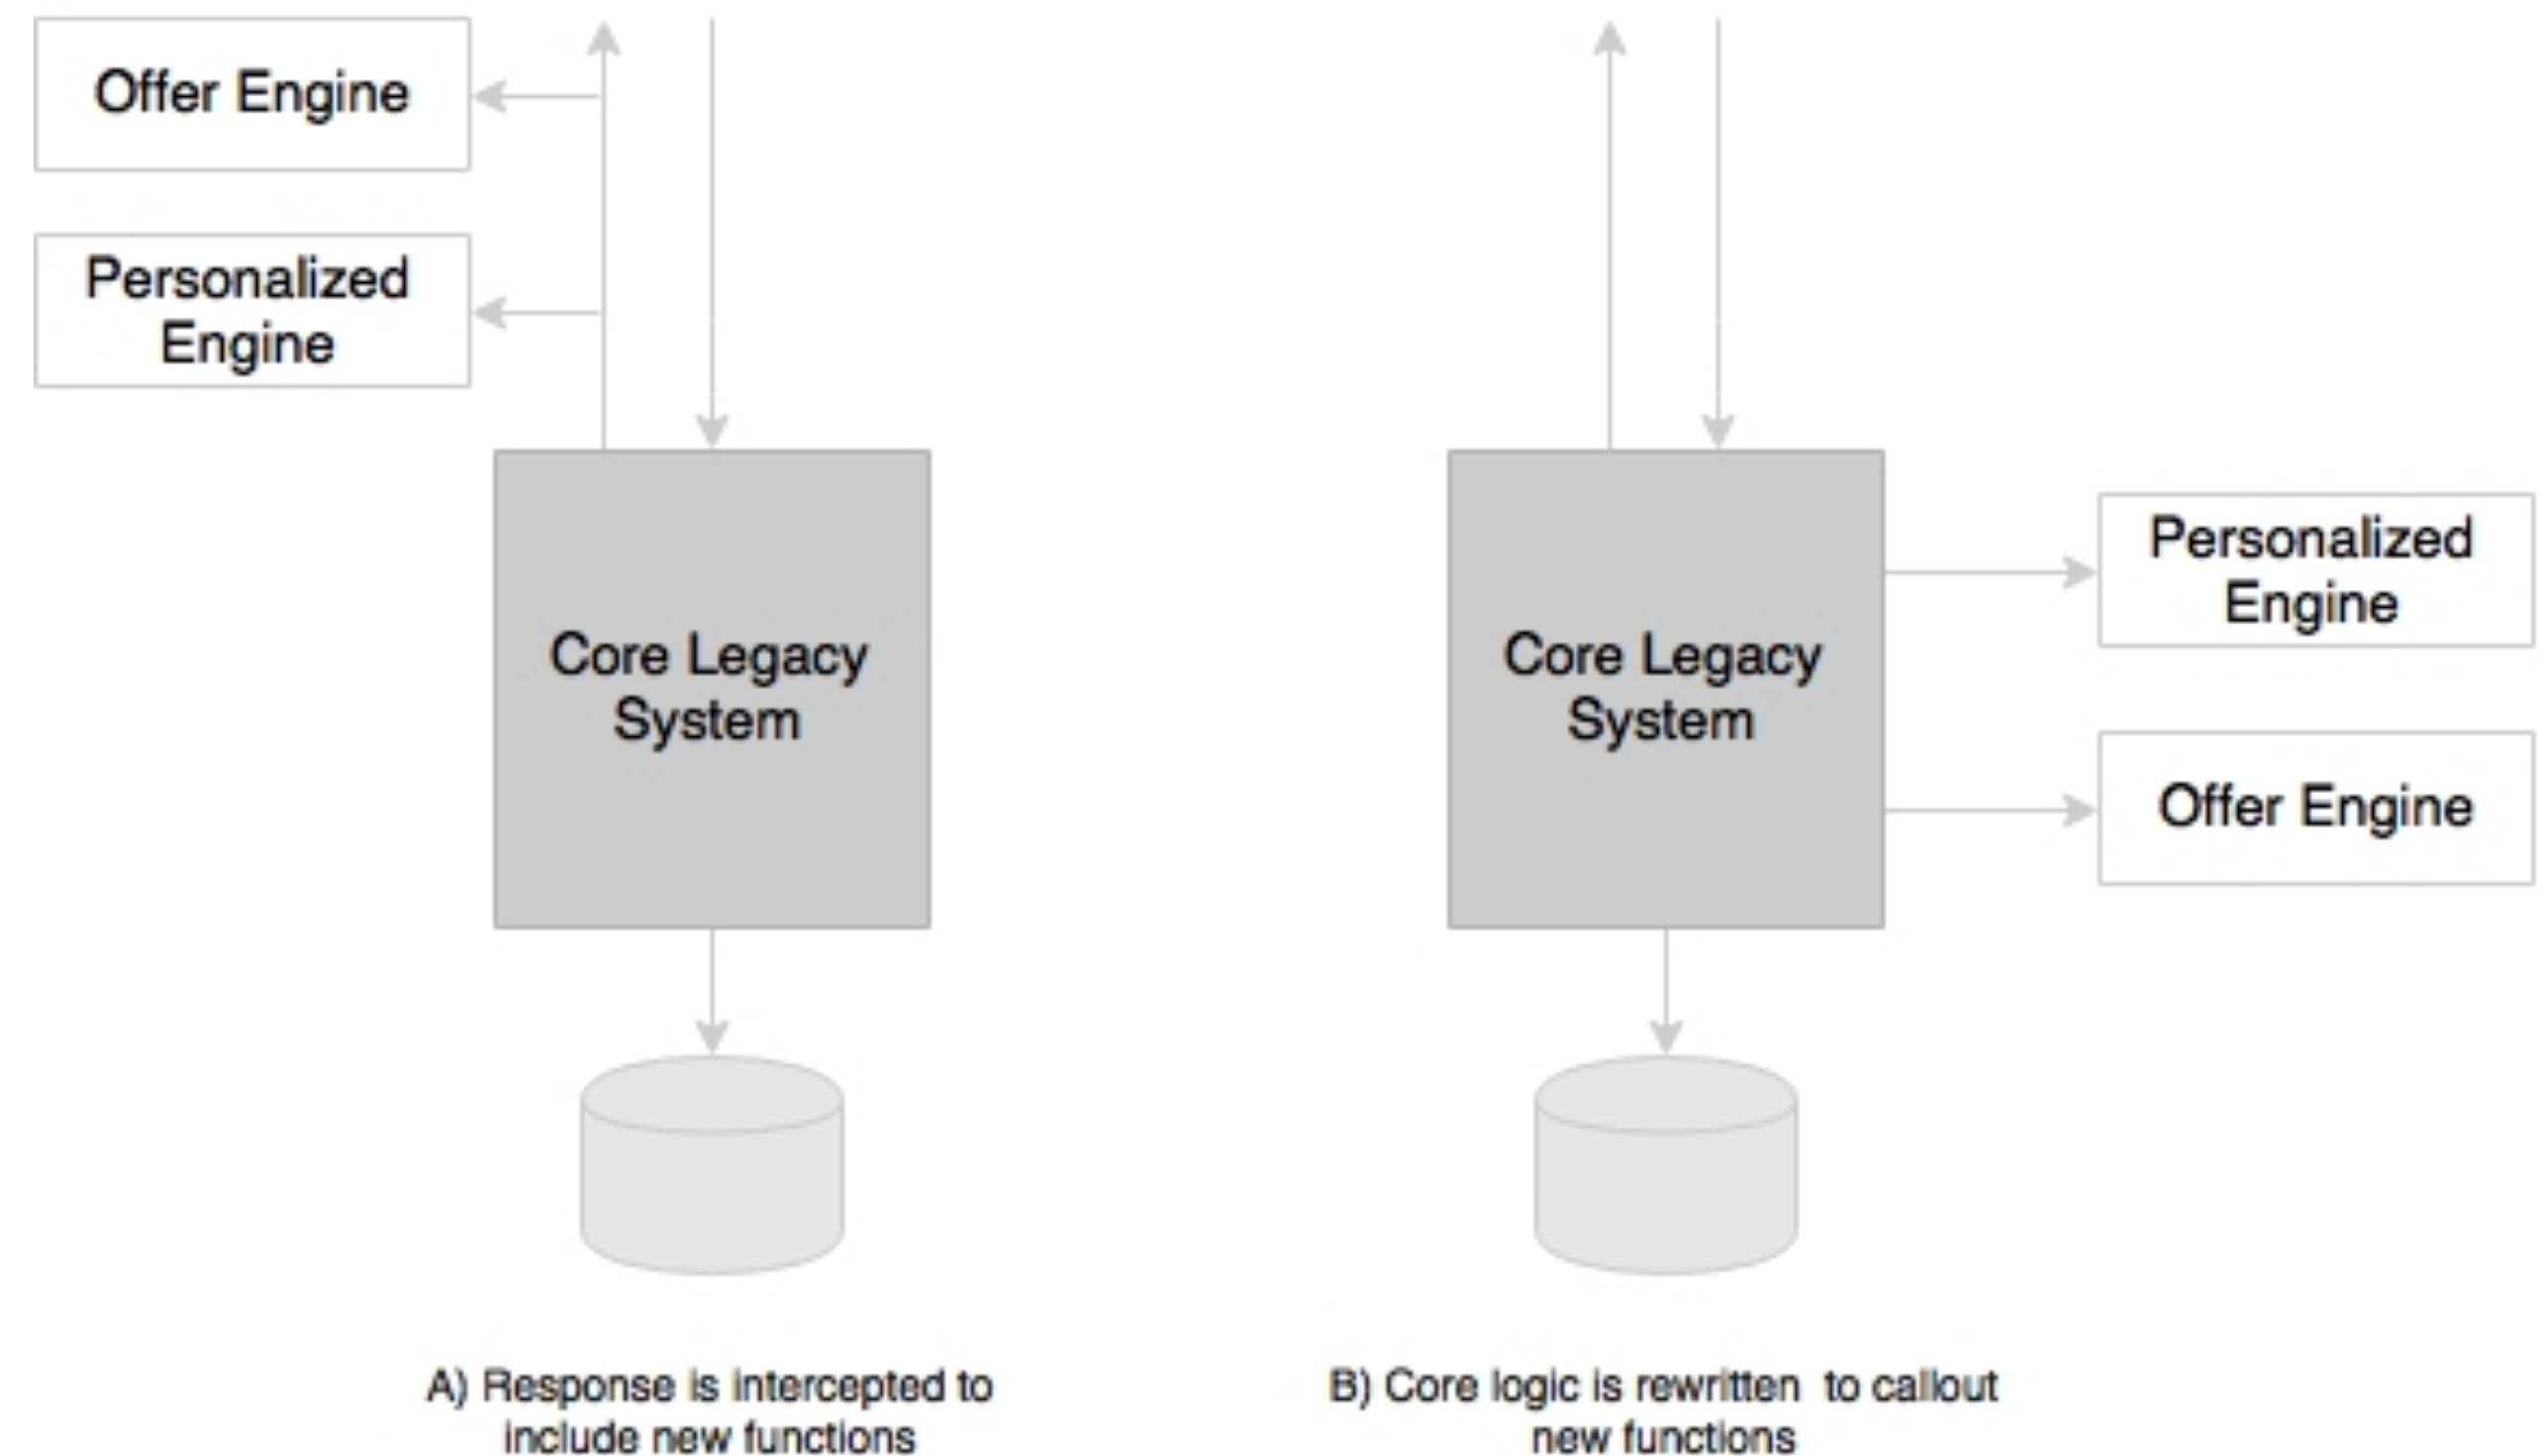 Offer Engine
Personalized
Engine
Core Legacy
System
A) Response is intercepted to
include new functions
Core Legacy
System
Personalized
Engine
Offer Engine
B) Core logic is rewritten  to callout
new functions